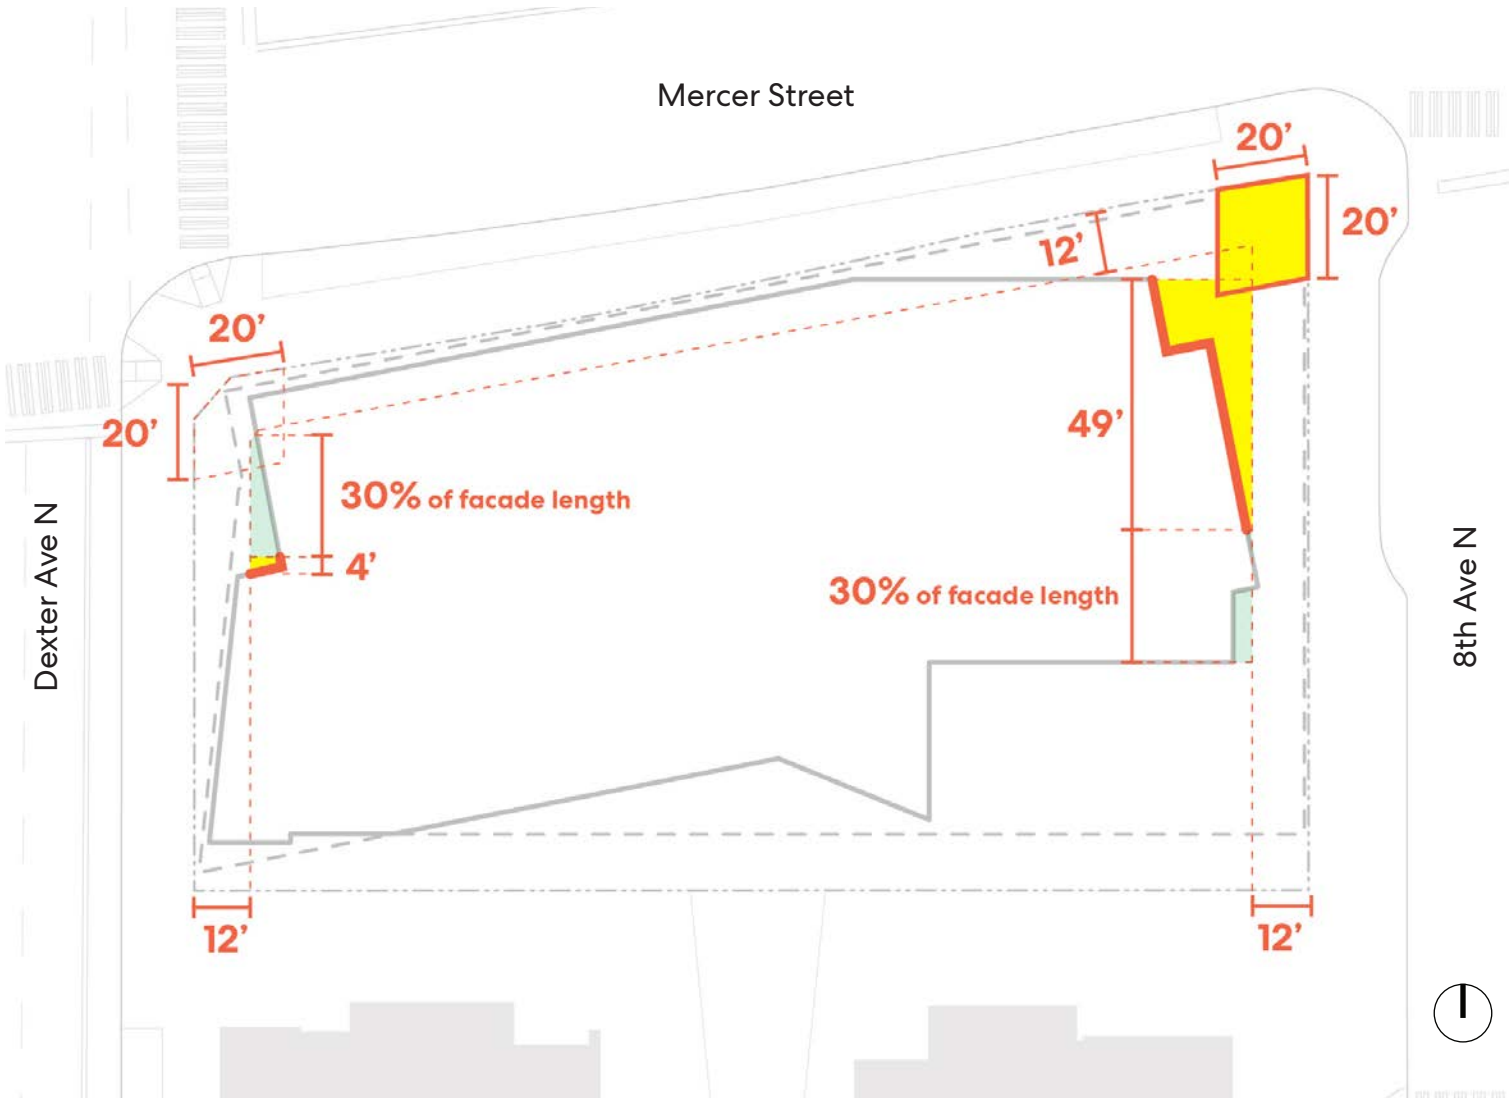 Mercer Street
20’
20’
12’
20’
20’
49’
30% of facade length
4’
30% of facade length
Dexter Ave N
8th Ave N
12’
12’